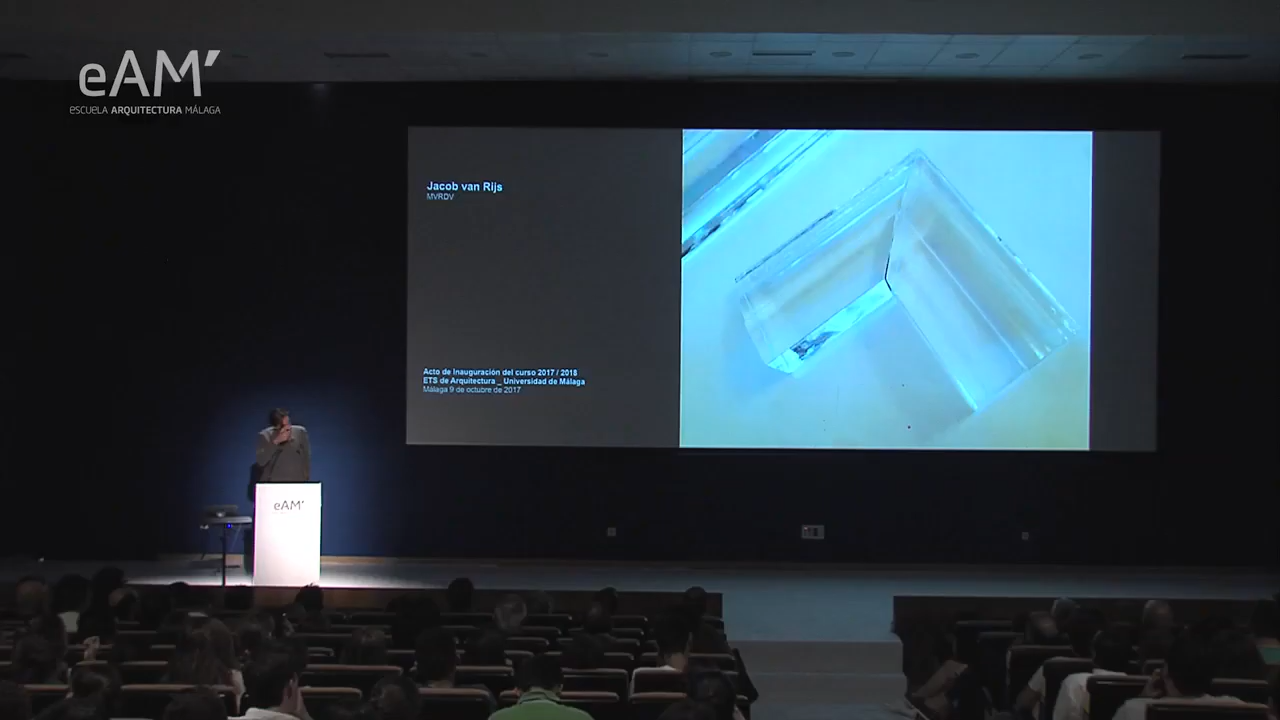 eAM'
ESCUELA ARQUITECTURA MÁLAGA
Jacob van Rijs
MVRDV
Acto de Inauguración del curso 2017 / 2018
ETS de Arquitectura _ Universidad de Málaga
Málaga 9 de octubre de 2017
eAM'